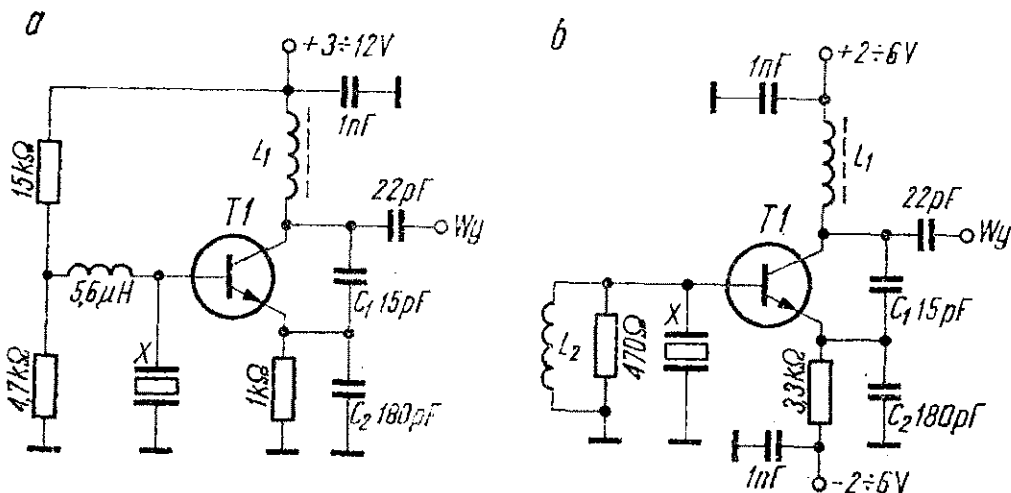 a
+3÷12V
1nF
L1
15kΩ
22pF
Wy
T1
5,6μH
C1 15pF
X
4,7kΩ
1kΩ
C2 180pF
b
+2÷6V
1nF
L1
22pF
Wy
T1
C1 15pF
L2
470Ω
X
3,3kΩ
C2 180pF
1nF
-2÷6V